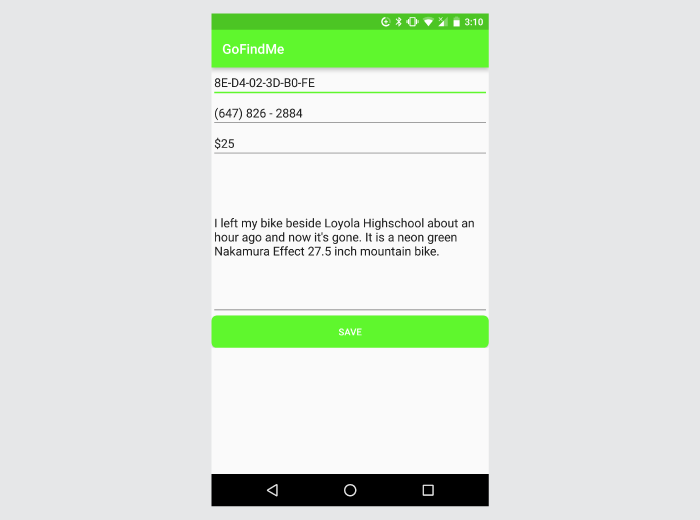 3:10
GoFindMe
8E-D4-02-3D-B0-FE
(647) 826 - 2884
$25
I left my bike beside Loyola Highschool about an
hour ago and now it's gone. It is a neon green
Nakamura Effect 27.5 inch mountain bike.
SAVE